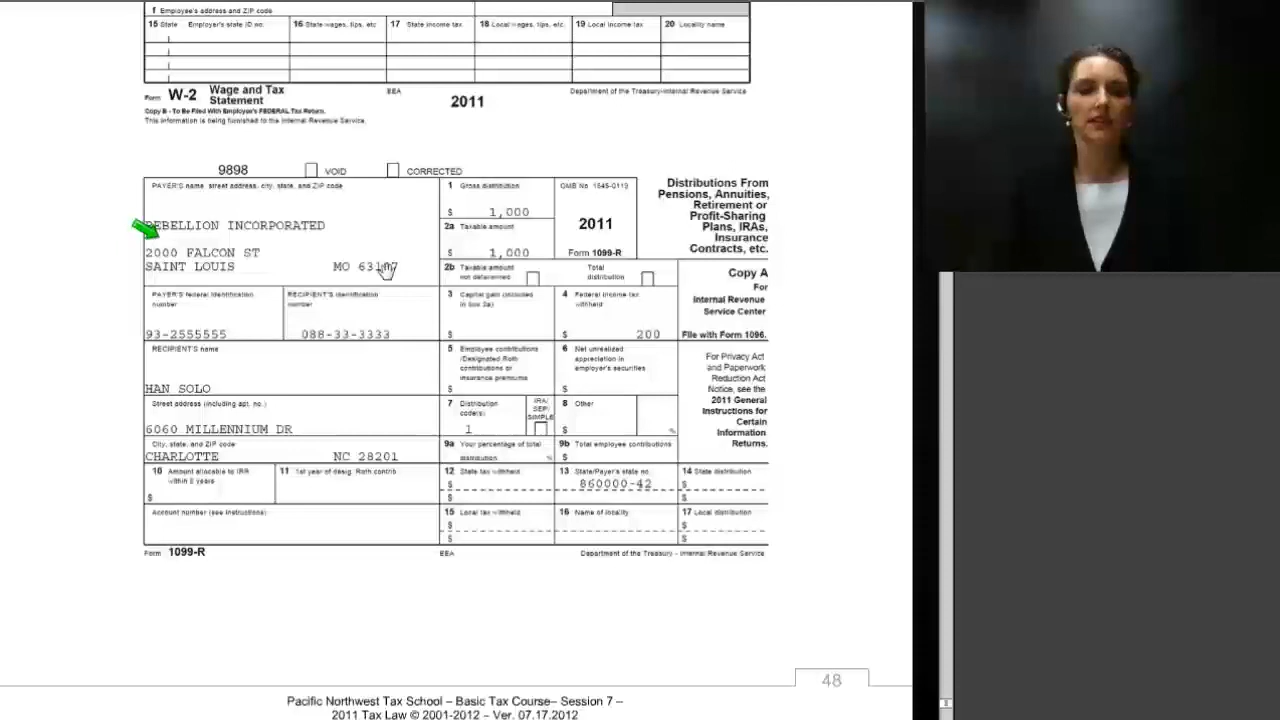 f Employee's address and ZIP code
15 State Employer's state ID no. 16 State wages, tips, etc 17 State income tax 18 Local wages, tips, etc. 19 Local income tax 20 Locality name
Form W-2 Wage and Tax Statement EEA 2011 Department of the Treasury-Internal Revenue Service
Copy B - To Be Filed With Employee's FEDERAL Tax Return.
This information is being furnished to the Internal Revenue Service.
9898 VOID CORRECTED
PAYER'S name street address, city, state, and ZIP code
REBELLION INCORPORATED
2000 FALCON ST
SAINT LOUIS MO
1 Gross distribution
$ 1,000
2a Taxable amount
$ 1,000
OMB No 1545-0119
2011
Form 1099-R
Distributions From
Pensions, Annuities,
Retirement or
Profit-Sharing
Plans, IRAs,
Insurance
Contracts, etc.
2b Taxable amount
not determined
Total
distribution
Copy A
For
Internal Revenue
Service Center
File with Form 1096.
PAYER'S federal identification
number
93-2555555
RECIPIENT'S identification
number
088-33-3333
3 Capital gain (included
in box 2a)
$
4 Federal income tax
withheld
$ 200
RECIPIENT'S name
HAN SOLO
5 Employee contributions
/Designated Roth
contributions or
insurance premiums
$
6 Net unrealized
appreciation in
employer's securities
$
For Privacy Act
and Paperwork
Reduction Act
Notice, see the
2011 General
Instructions for
Certain
Information
Returns.
Street address (including apt. no.)
6060 MILLENNIUM DR
7 Distribution
code(s)
1
IRA/
SEP/
SIMPLE
8 Other
$ %
City, state, and ZIP code
CHARLOTTE NC 28201
9a Your percentage of total
distribution %
9b Total employee contributions
$
10 Amount allocable to IRR
within 5 years
$
11 1st year of desig. Roth contrib
12 State tax withheld
$
$
13 State/Payer's state no.
860000-42
14 State distribution
$
$
Account number (see instructions)
15 Local tax withheld
$
$
16 Name of locality
17 Local distribution
$
$
Form 1099-R EEA Department of the Treasury - Internal Revenue Service
48
Pacific Northwest Tax School – Basic Tax Course– Session 7 –
2011 Tax Law © 2001-2012 – Ver. 07.17.2012